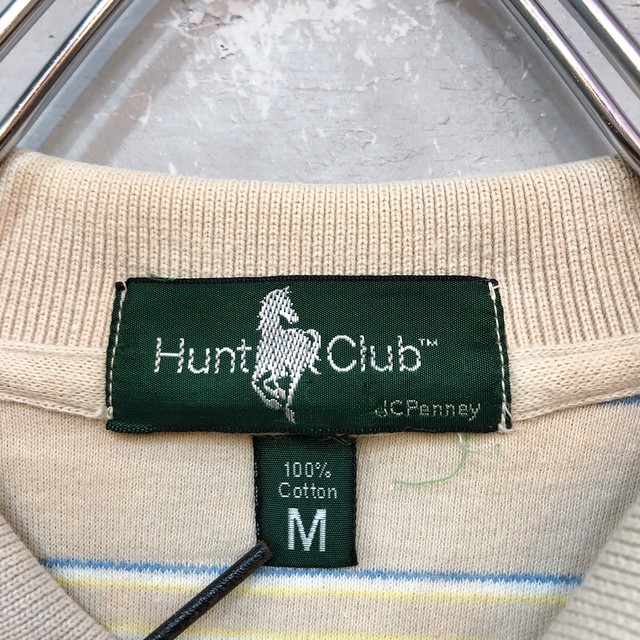 Hunt Club™
JCPenney
100%
Cotton
M